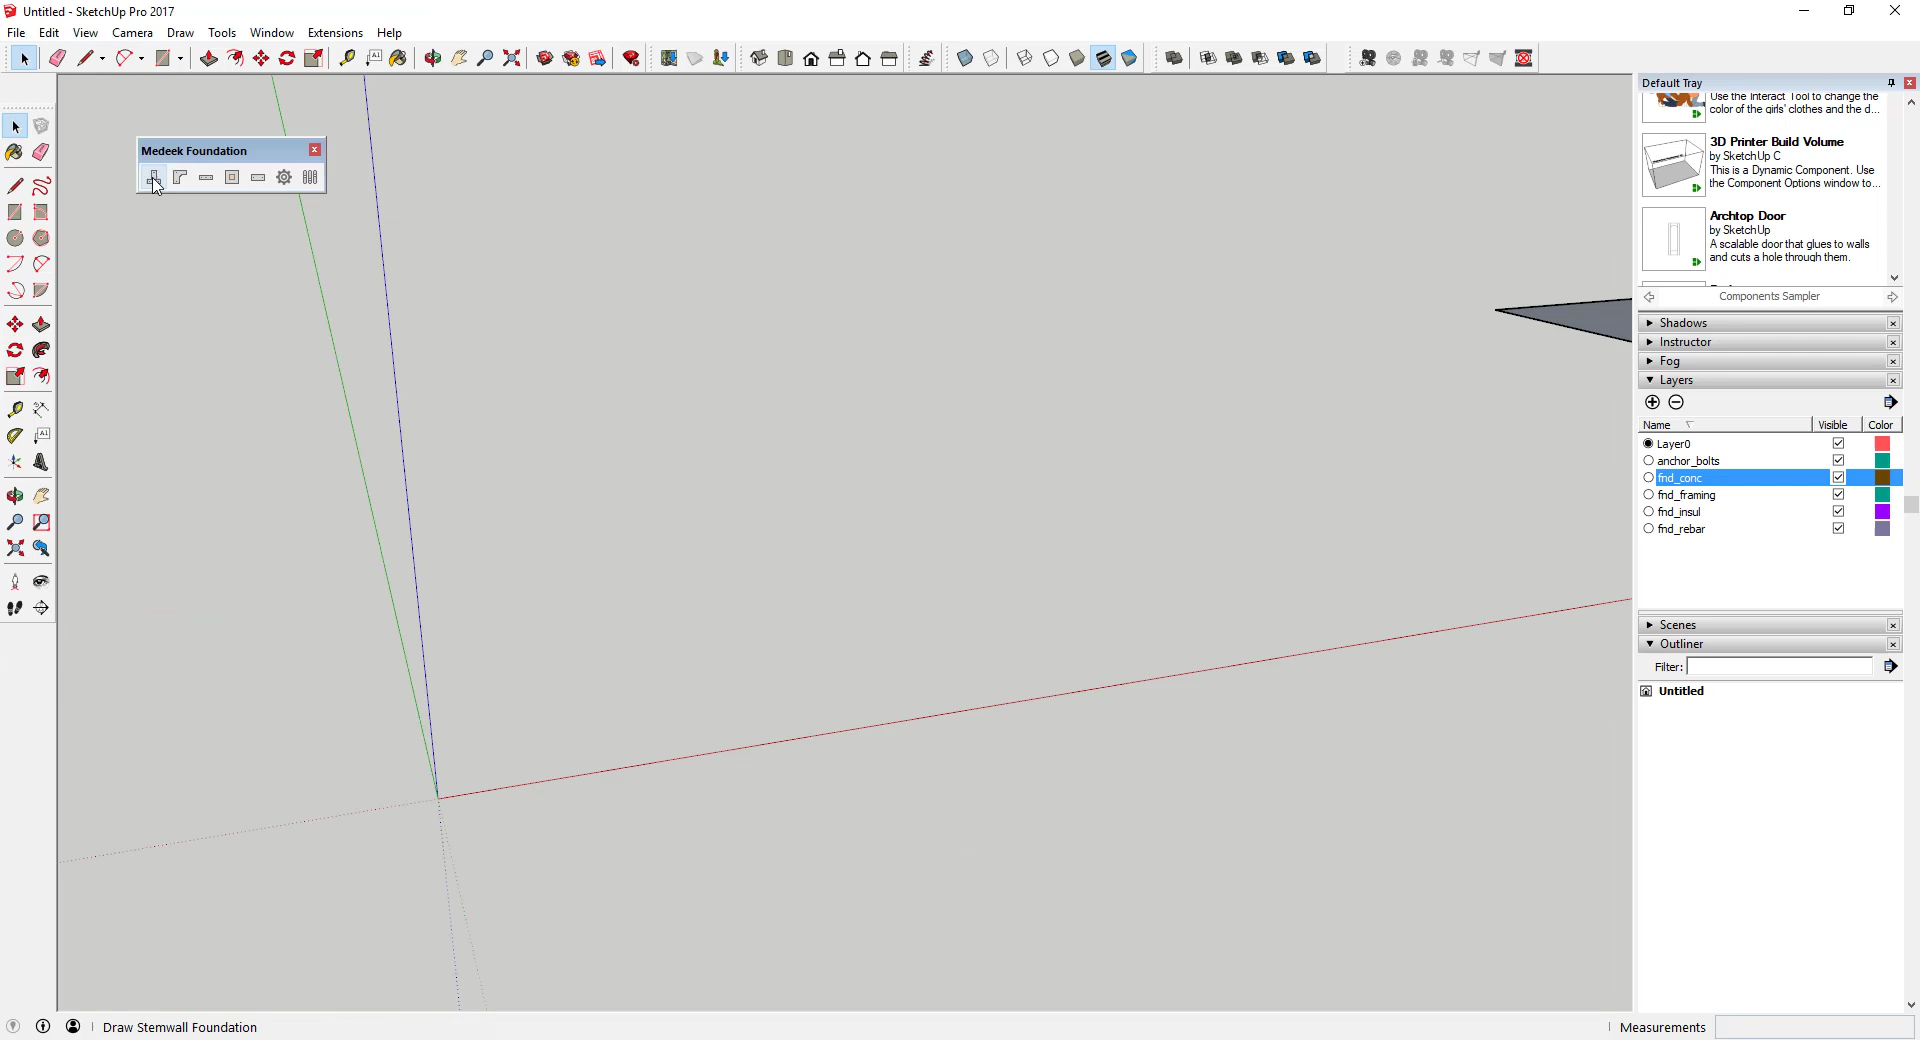 Untitled - SketchUp Pro 2017
File Edit View Camera Draw Tools Window Extensions Help
A1
Medeek Foundation
Default Tray
Use the Interact Tool to change the
color of the girls' clothes and the d...
3D Printer Build Volume
by SketchUp C
This is a Dynamic Component. Use
the Component Options window to...
Archtop Door
by SketchUp
A scalable door that glues to walls
and cuts a hole through them.
Components Sampler
Shadows
Instructor
Fog
Layers
Name Visible Color
Layer0
anchor_bolts
fnd_conc
fnd_framing
fnd_insul
fnd_rebar
A1
Scenes
Outliner
Filter:
Untitled
Draw Stemwall Foundation
Measurements